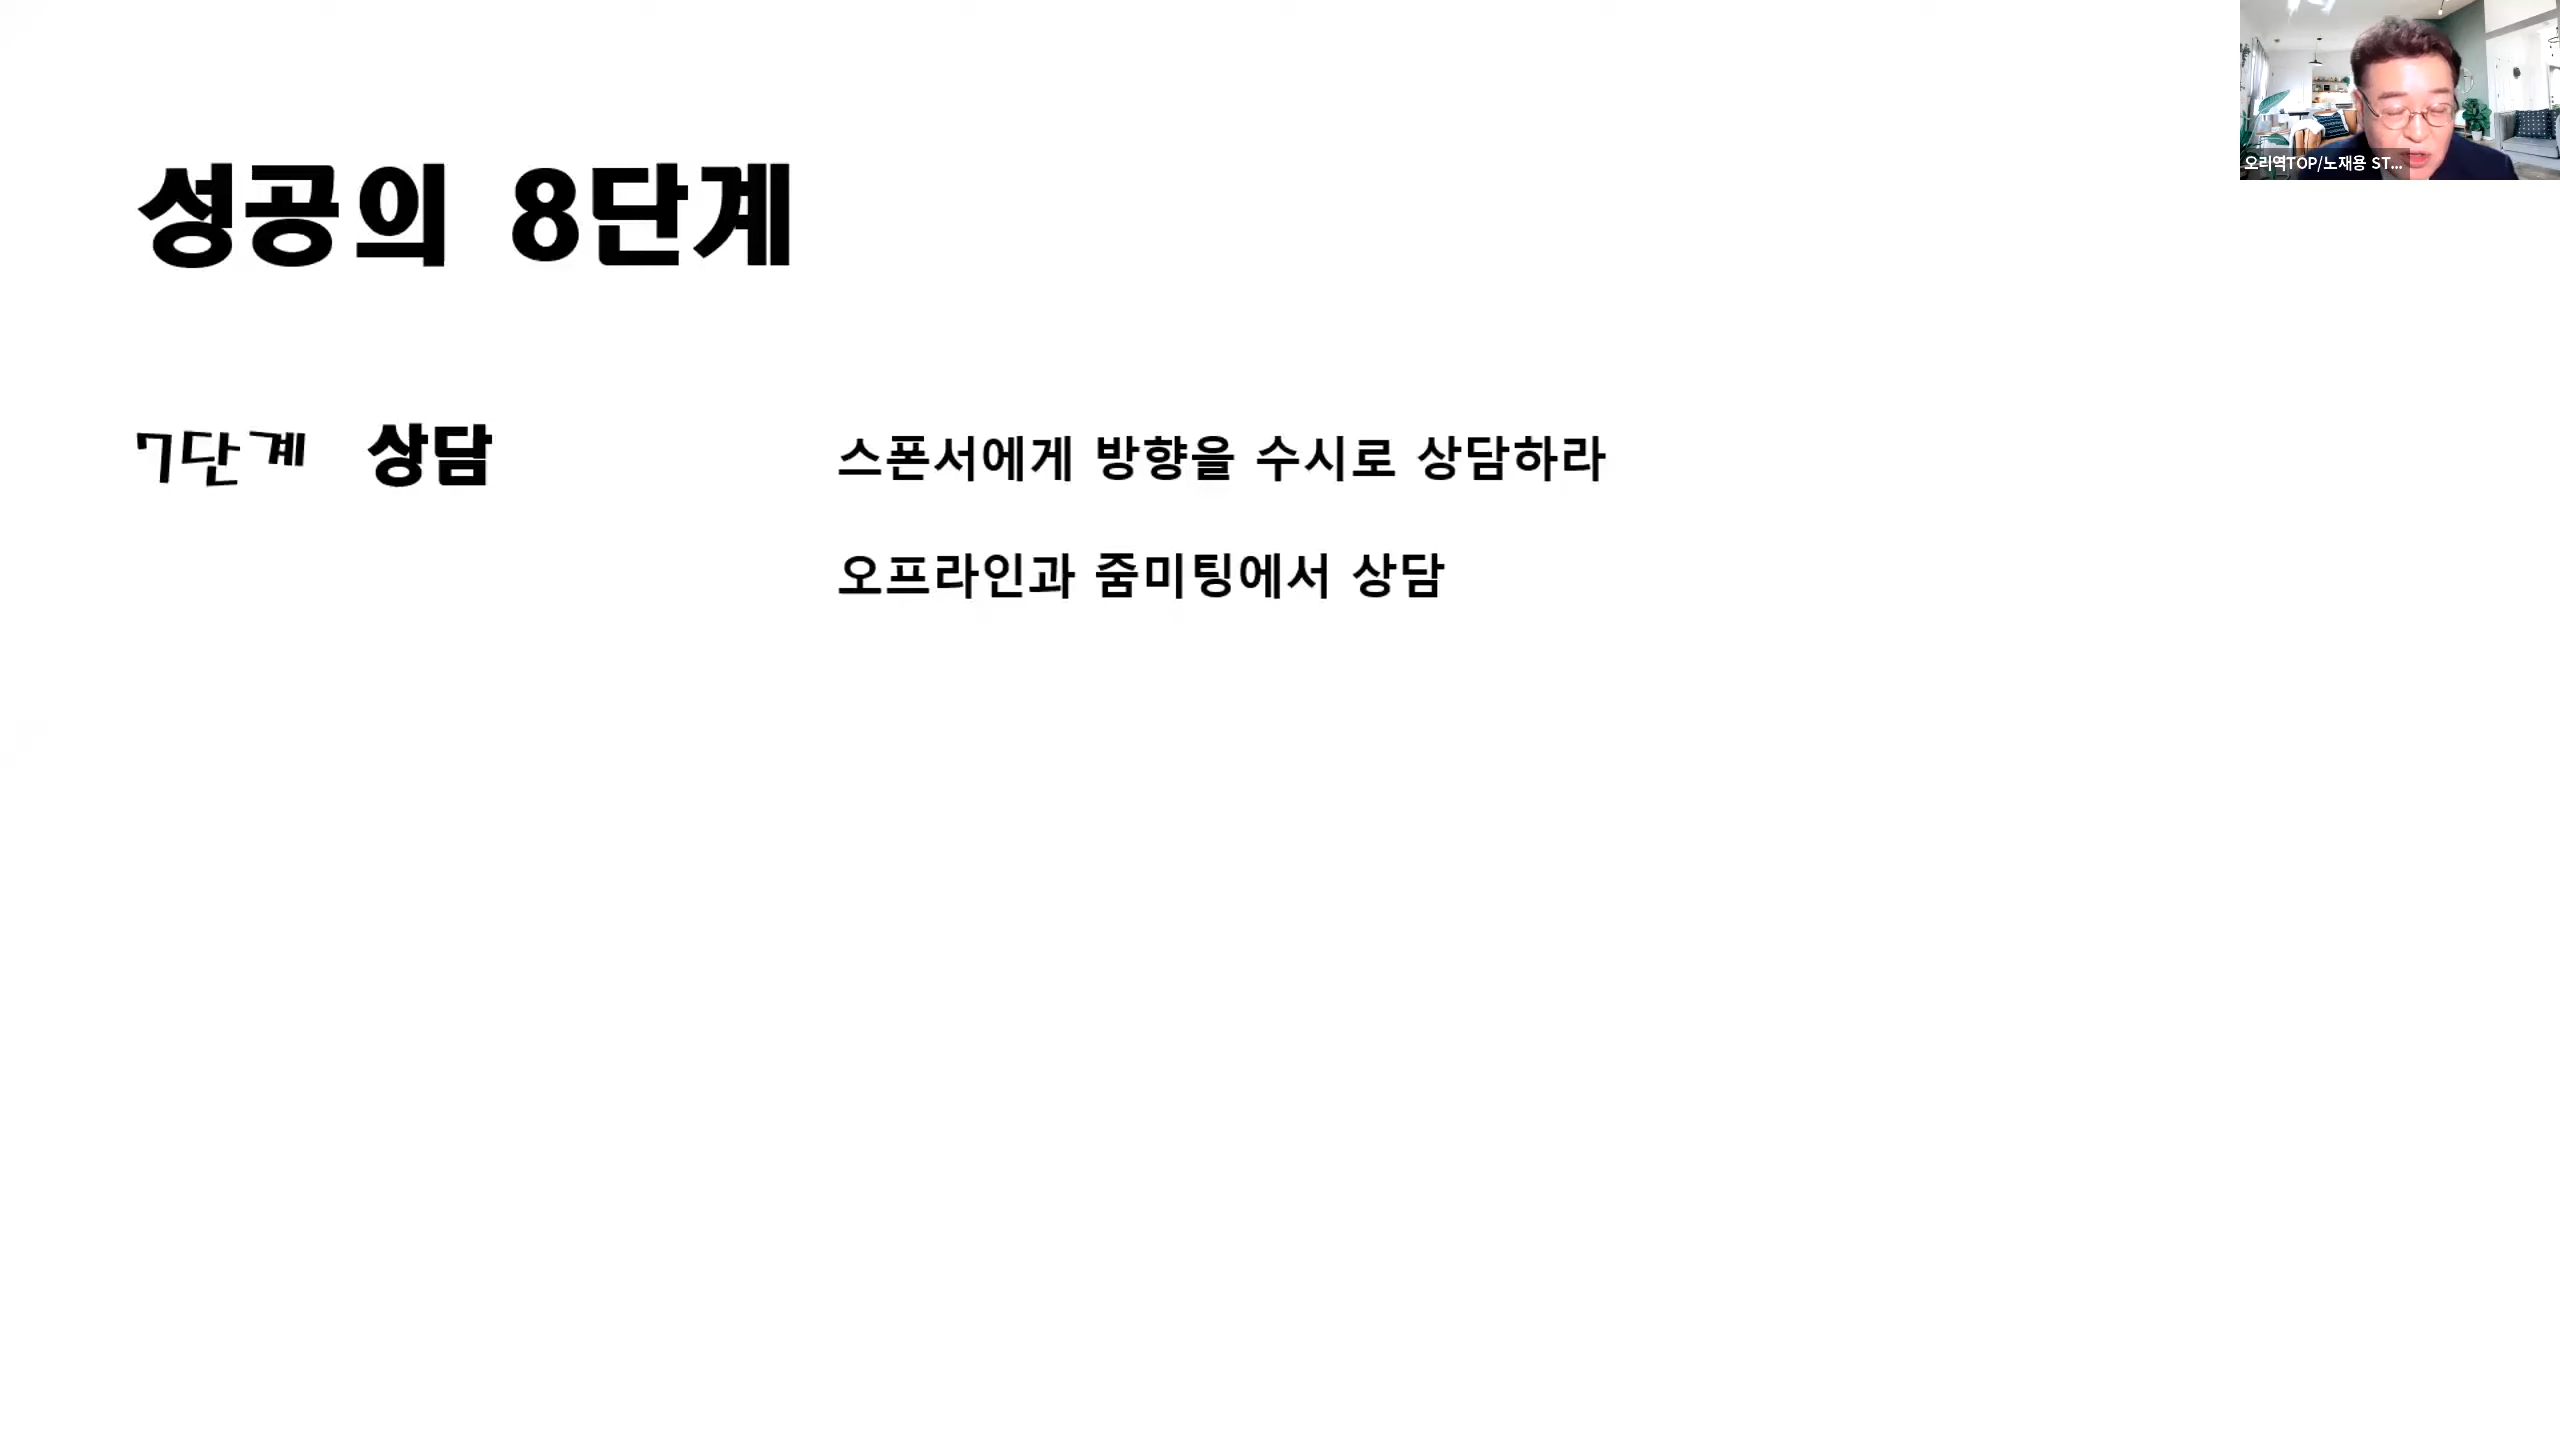 성공의 8단계
7단계 상담
스폰서에게 방향을 수시로 상담하라
오프라인과 줌미팅에서 상담
오리역TOP/노재용 ST...